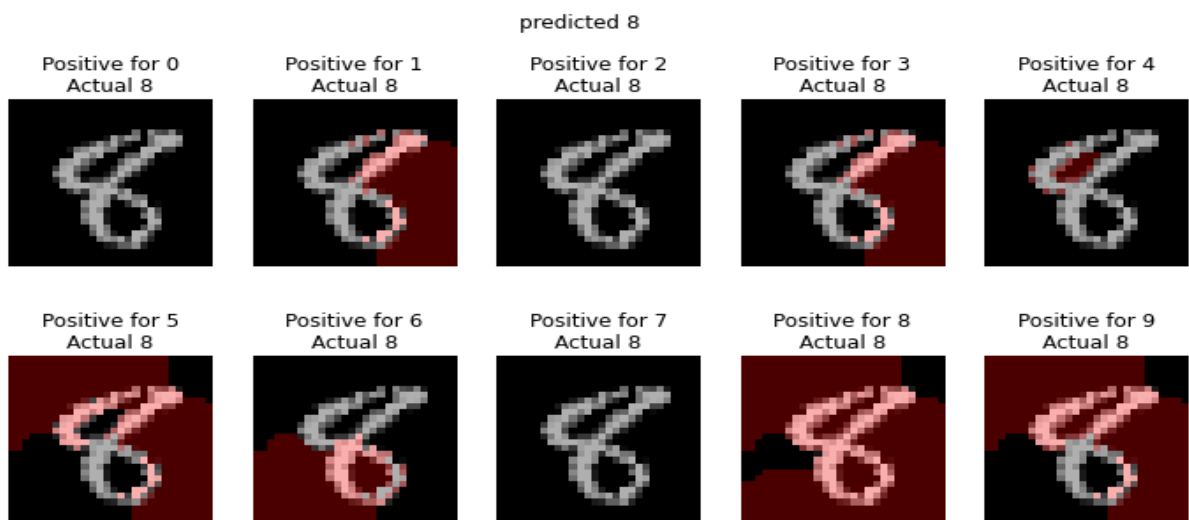 predicted 8
Positive for 0
Actual 8
Positive for 1
Actual 8
Positive for 2
Actual 8
Positive for 3
Actual 8
Positive for 4
Actual 8
Positive for 5
Actual 8
Positive for 6
Actual 8
Positive for 7
Actual 8
Positive for 8
Actual 8
Positive for 9
Actual 8